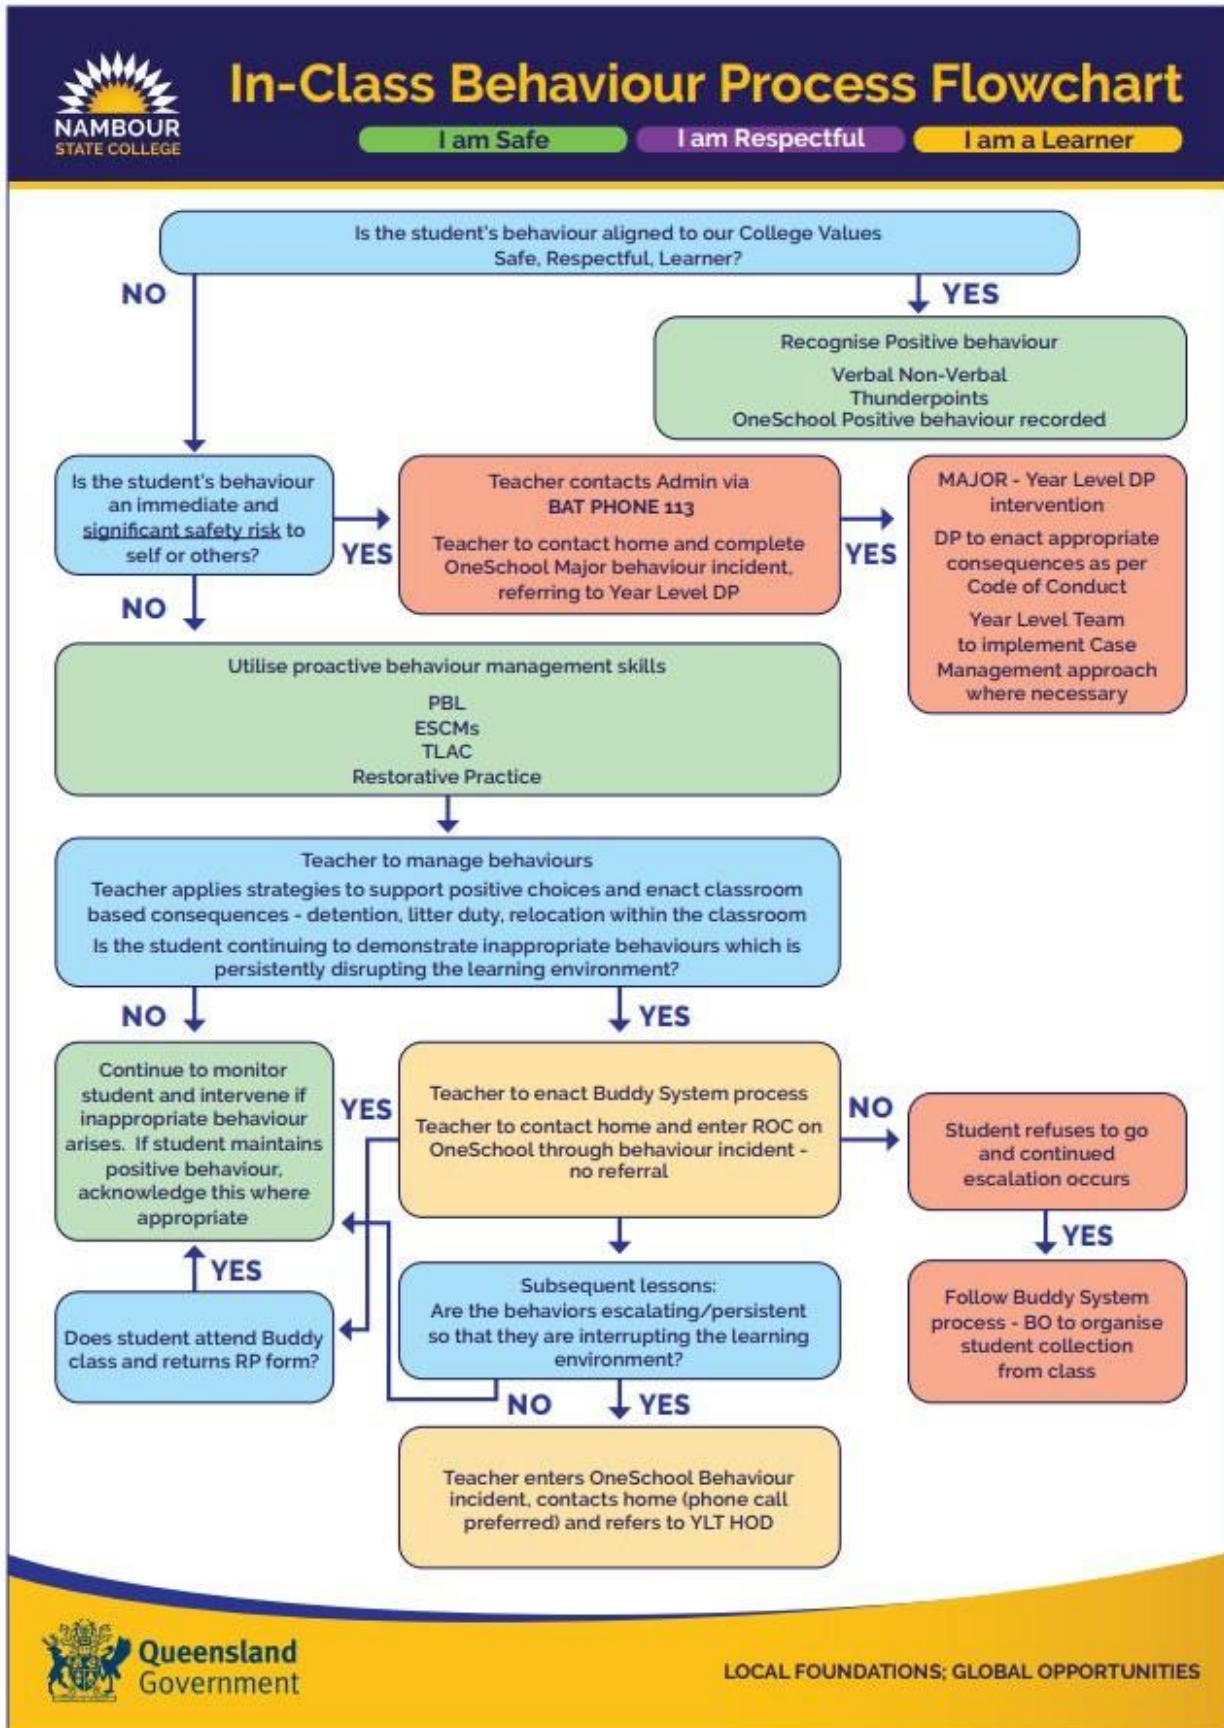 NAMBOUR
STATE COLLEGE
In-Class Behaviour Process Flowchart
I am Safe
I am Respectful
I am a Learner
Is the student's behaviour aligned to our College Values
Safe, Respectful, Learner?
NO
YES
Recognise Positive behaviour
Verbal Non-Verbal
Thunderpoints
OneSchool Positive behaviour recorded
Is the student's behaviour
an immediate and
significant safety risk to
self or others?
YES
Teacher contacts Admin via
BAT PHONE 113
Teacher to contact home and complete
OneSchool Major behaviour incident,
referring to Year Level DP
YES
MAJOR - Year Level DP
intervention
DP to enact appropriate
consequences as per
Code of Conduct
Year Level Team
to implement Case
Management approach
where necessary
NO
Utilise proactive behaviour management skills
PBL
ESCMs
TLAC
Restorative Practice
Teacher to manage behaviours
Teacher applies strategies to support positive choices and enact classroom
based consequences - detention, litter duty, relocation within the classroom
Is the student continuing to demonstrate inappropriate behaviours which is
persistently disrupting the learning environment?
NO
YES
Continue to monitor
student and intervene if
inappropriate behaviour
arises. If student maintains
positive behaviour,
acknowledge this where
appropriate
YES
Teacher to enact Buddy System process
Teacher to contact home and enter ROC on
OneSchool through behaviour incident -
no referral
NO
Student refuses to go
and continued
escalation occurs
YES
YES
Does student attend Buddy
class and returns RP form?
Subsequent lessons:
Are the behaviors escalating/persistent
so that they are interrupting the learning
environment?
Follow Buddy System
process - BO to organise
student collection
from class
NO
YES
Teacher enters OneSchool Behaviour
incident, contacts home (phone call
preferred) and refers to YLT HOD
Queensland
Government
LOCAL FOUNDATIONS; GLOBAL OPPORTUNITIES